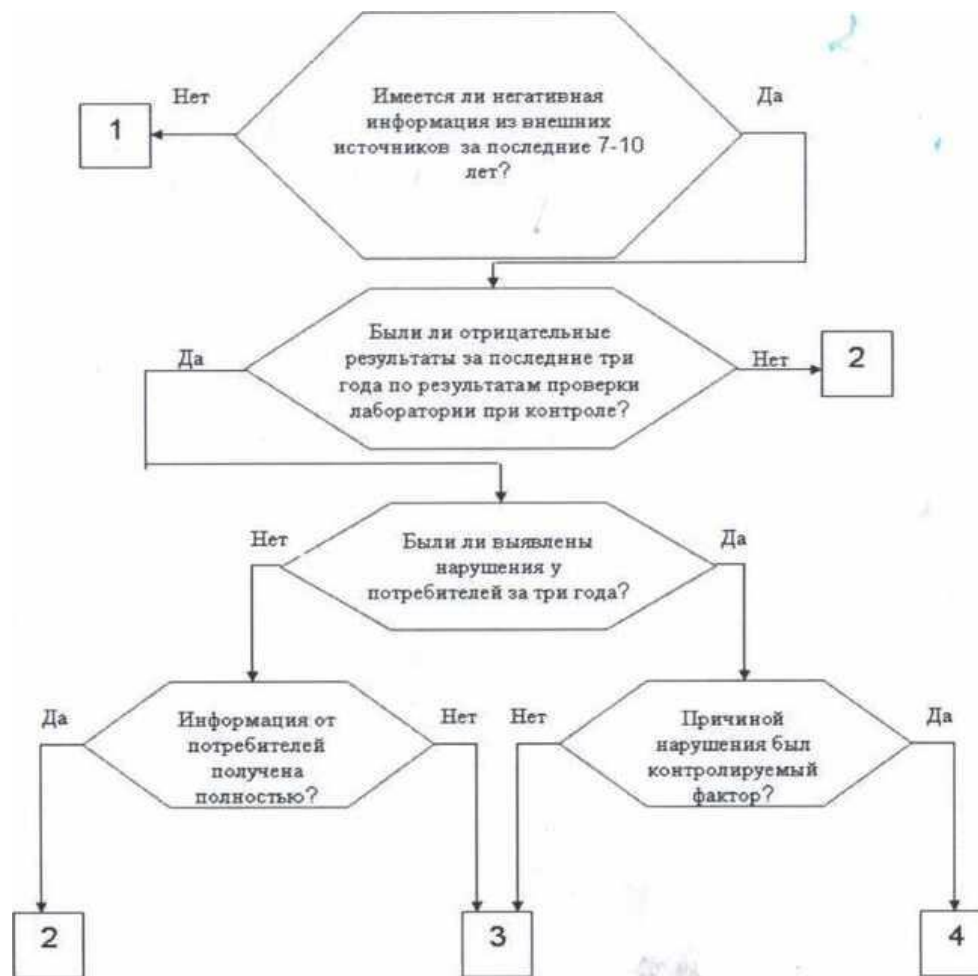 Имеется ли негативная
информация из внешних
источников за последние 7-10
лет?
Нет
Да
1
Были ли отрицательные
результаты за последние три
года по результатам проверки
лаборатории при контроле?
Да
Нет
2
Были ли выявлены
нарушения у
потребителей за три года?
Нет
Да
Информация от
потребителей
получена
полностью?
Да
Нет
Причиной
нарушения был
контролируемый
фактор?
Нет
Да
2
3
4